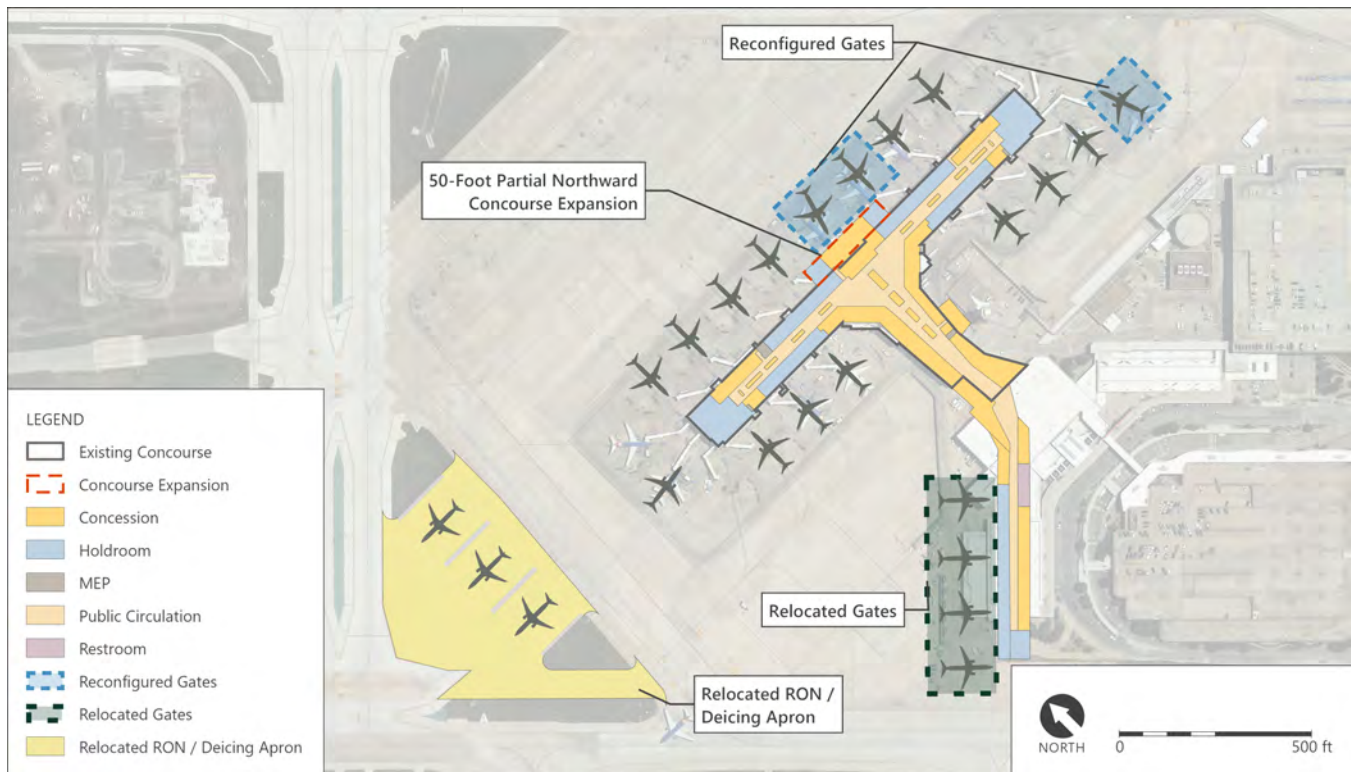 Reconfigured Gates
50-Foot Partial Northward
Concourse Expansion
Relocated Gates
Relocated RON /
Deicing Apron
LEGEND
Existing Concourse
Concourse Expansion
Concession
Holdroom
MEP
Public Circulation
Restroom
Reconfigured Gates
Relocated Gates
Relocated RON / Deicing Apron
NORTH
0 500 ft